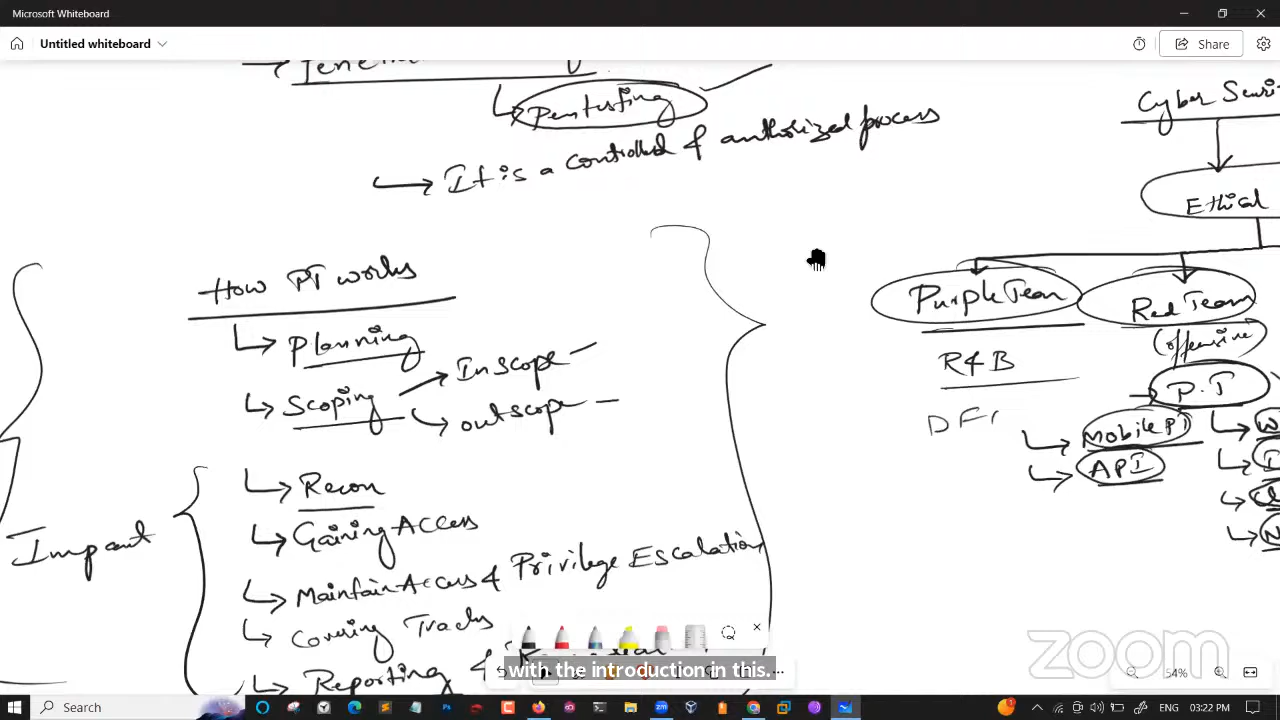 Microsoft Whiteboard
Untitled whiteboard
Share
Pentesting
It is a controlled & authorized process
How PT works
Planning
Scoping
Inscope
outscope
Recon
Gaining Access
Maintain Access & Privilege Escalation
Covering Tracks
Reporting &
Ethical
Purple Team
R & B
Red Team
(offensive)
P.T
Mobile PT
API
with the introduction in this.
zoom
54%
Search
ENG
03:22 PM